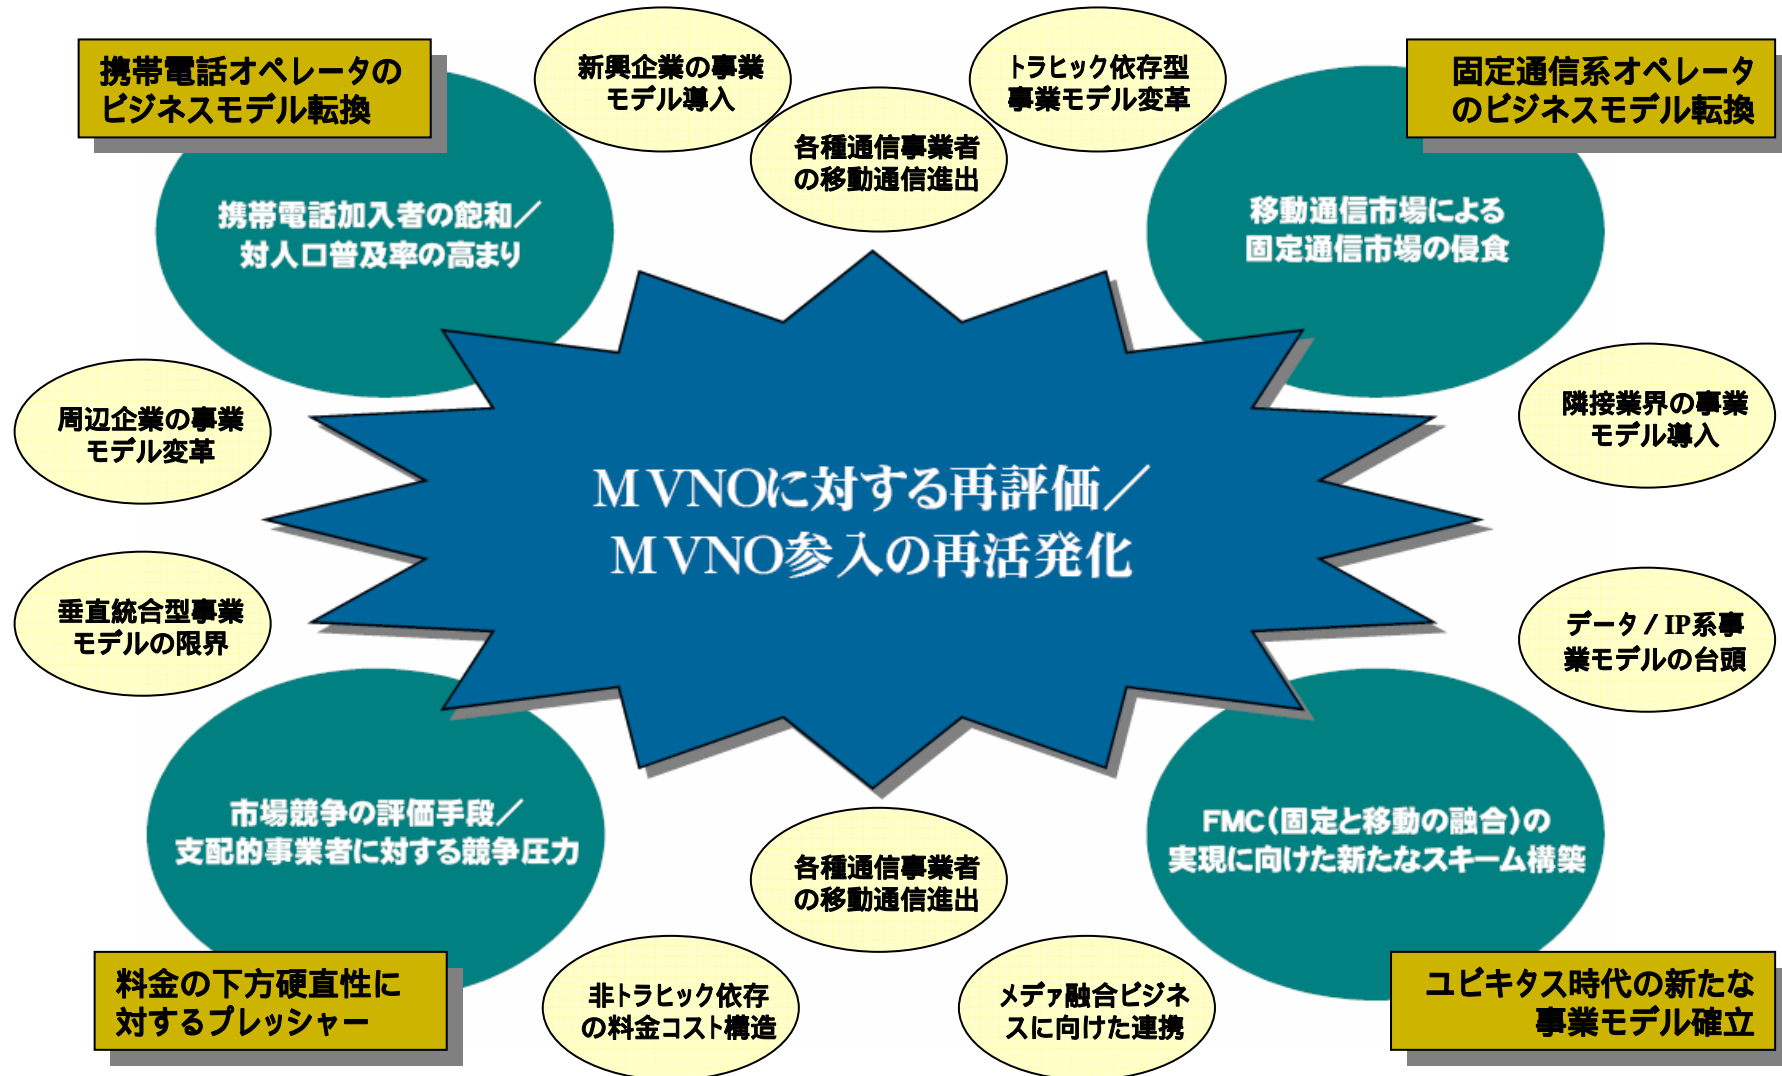 携帯電話オペレータの
ビジネスモデル転換
新興企業の事業
モデル導入
トラヒック依存型
事業モデル変革
固定通信系オペレータ
のビジネスモデル転換
各種通信事業者
の移動通信進出
携帯電話加入者の飽和／
対人口普及率の高まり
移動通信市場による
固定通信市場の侵食
周辺企業の事業
モデル変革
隣接業界の事業
モデル導入
MVNOに対する再評価／
MVNO参入の再活発化
垂直統合型事業
モデルの限界
データ / IP系事
業モデルの台頭
市場競争の評価手段／
支配的事業者に対する競争圧力
FMC(固定と移動の融合)の
実現に向けた新たなスキーム構築
各種通信事業者
の移動通信進出
料金の下方硬直性に
対するプレッシャー
非トラヒック依存
の料金コスト構造
メデァ融合ビジネ
スに向けた連携
ユビキタス時代の新たな
事業モデル確立